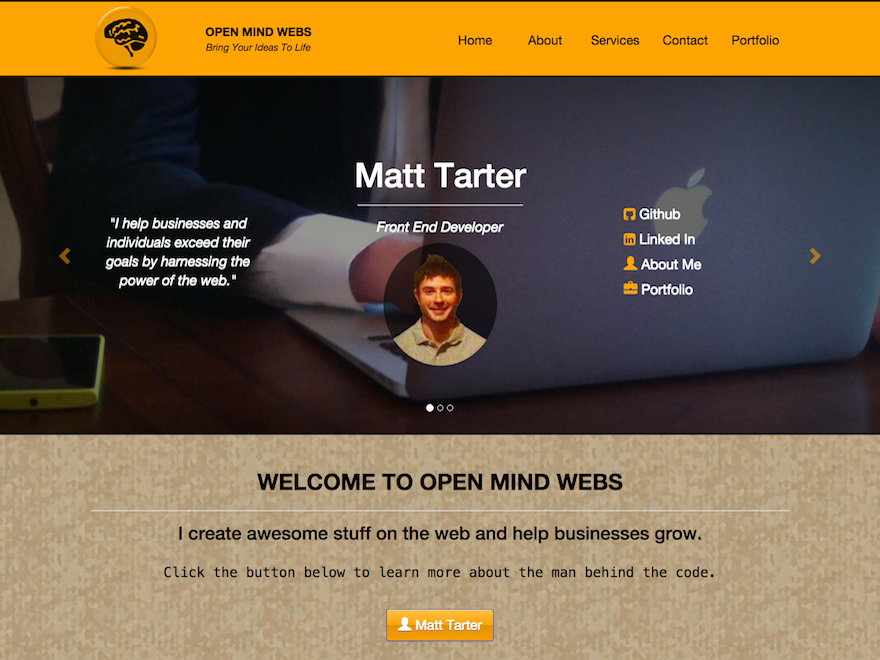 OPEN MIND WEBS
Bring Your Ideas To Life
Home
About
Services
Contact
Portfolio
Matt Tarter
Front End Developer
"I help businesses and
individuals exceed their
goals by harnessing the
power of the web."
Github
Linked In
About Me
Portfolio
WELCOME TO OPEN MIND WEBS
I create awesome stuff on the web and help businesses grow.
Click the button below to learn more about the man behind the code.
Matt Tarter